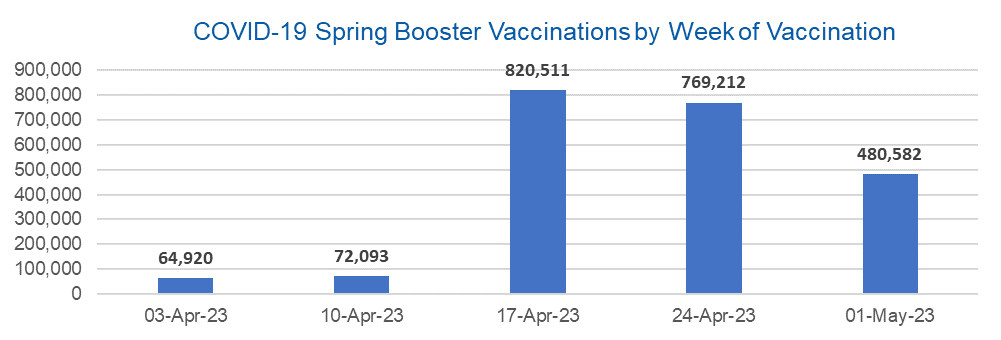 COVID-19 Spring Booster Vaccinations by Week of Vaccination
900,000
800,000
700,000
600,000
500,000
400,000
300,000
200,000
100,000
0
64,920
72,093
820,511
769,212
480,582
03-Apr-23
10-Apr-23
17-Apr-23
24-Apr-23
01-May-23